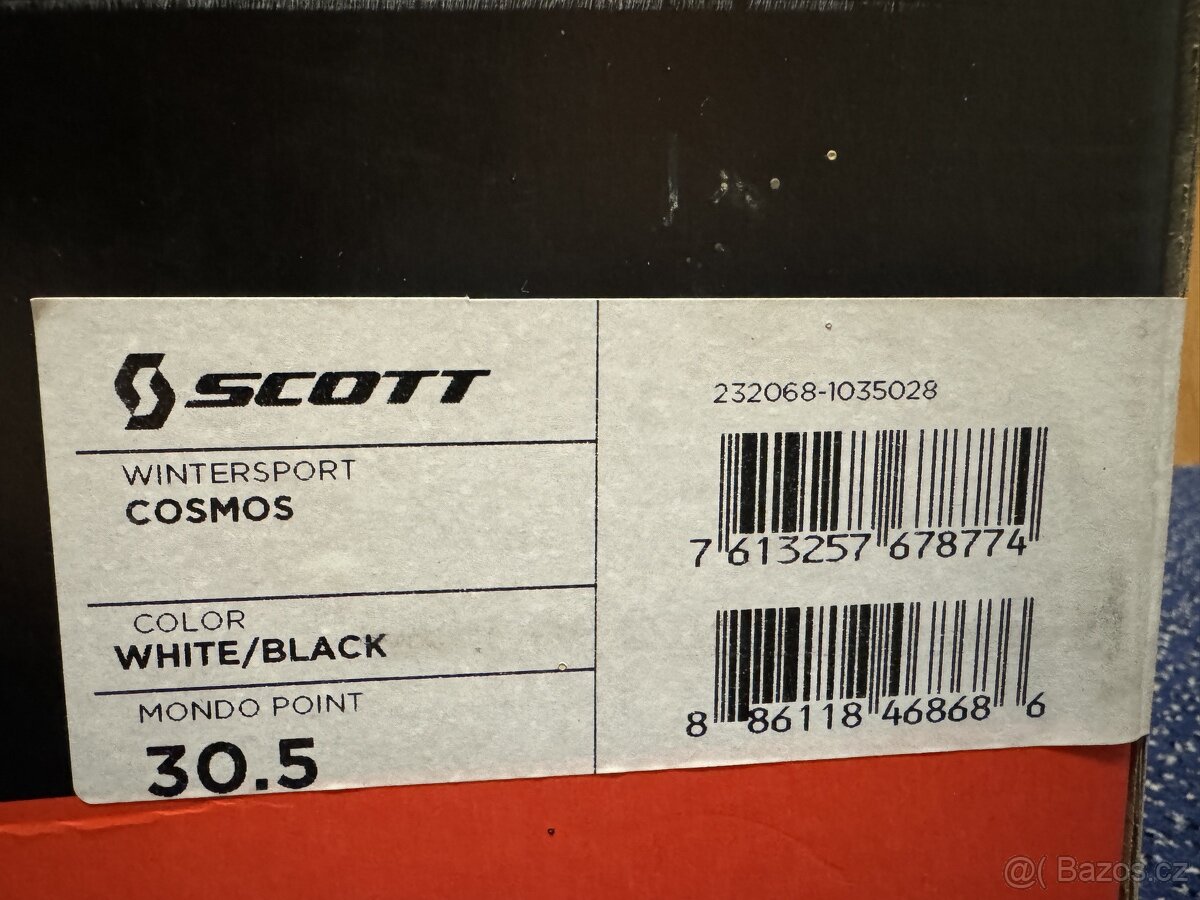 SCOTT
WINTERSPORT
COSMOS
COLOR
WHITE/BLACK
MONDO POINT
30.5
232068-1035028
7 613257 678774
8 86118 46868 6
@( Bazos.cz